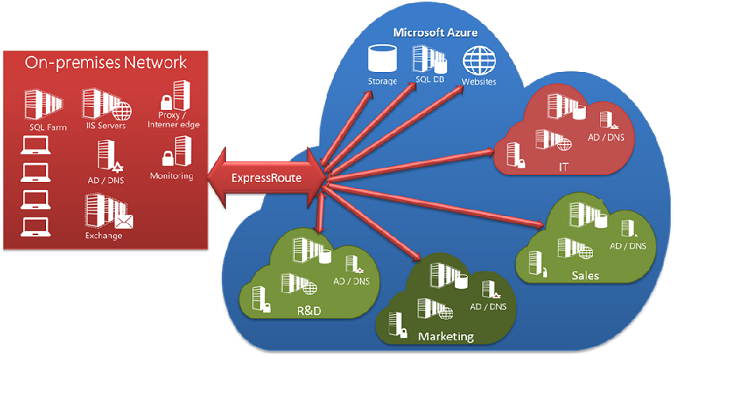 On-premises Network
SQL Farm
IIS Servers
Proxy /
Internet edge
AD / DNS
Monitoring
Exchange
ExpressRoute
Microsoft Azure
Storage
SQL DB
Websites
AD / DNS
IT
AD / DNS
Sales
AD / DNS
R&D
AD / DNS
Marketing